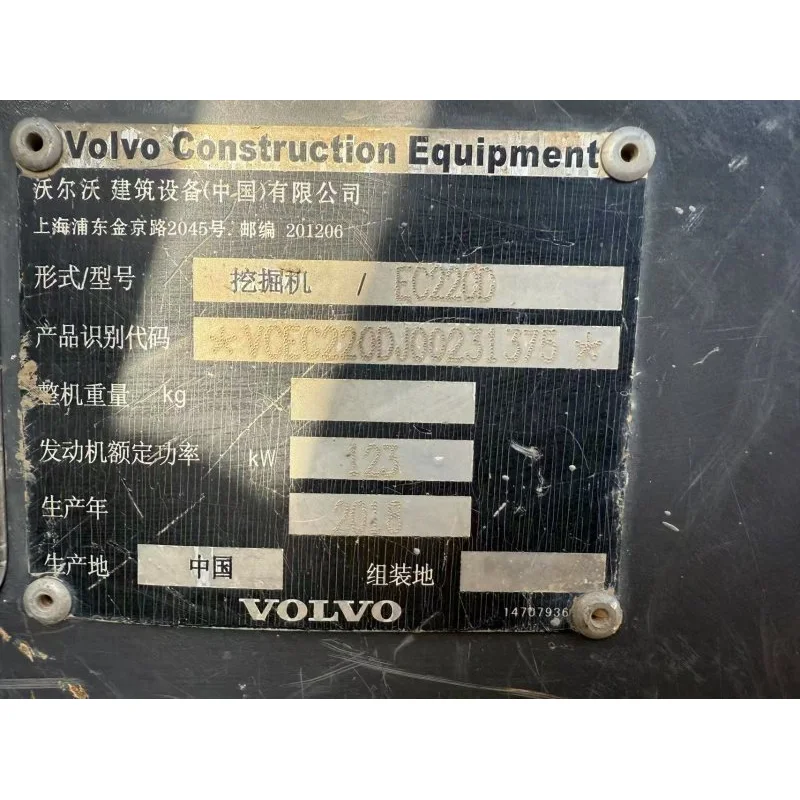 Volvo Construction Equipment
沃尔沃 建筑设备(中国)有限公司
上海浦东金京路2045号. 邮编 201206
形式/型号 挖掘机 / EC220D
产品识别代码 *VCEC220DJ00231375*
整机重量 kg
发动机额定功率 kW 123
生产年 2018
生产地 中国 组装地
VOLVO 14707936